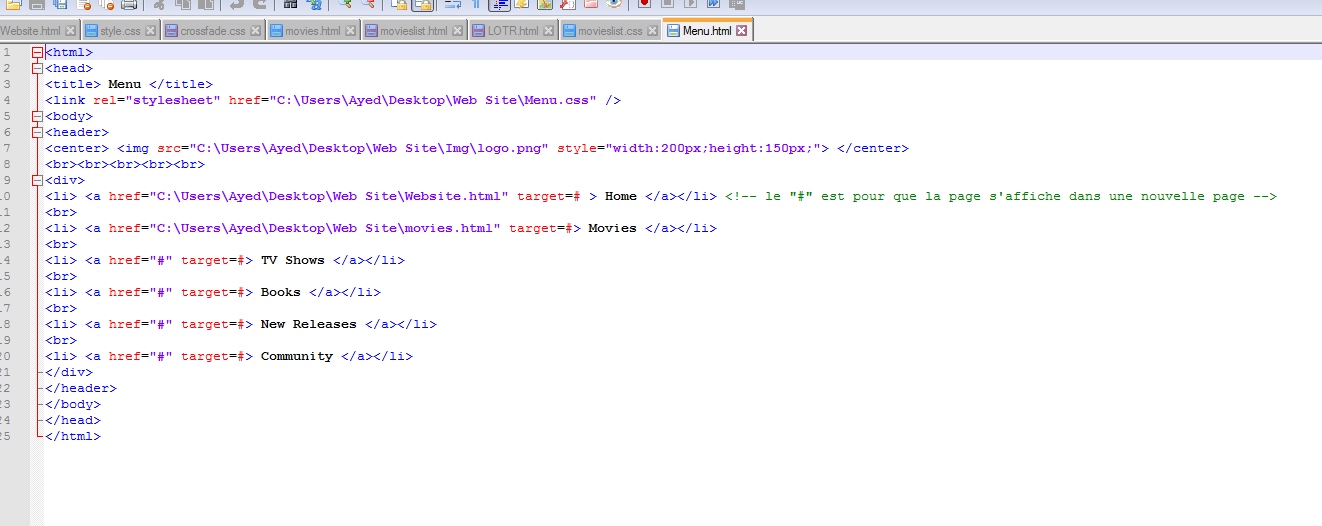 Website.html style.css crossfade.css movies.html movieslist.html LOTR.html movieslist.css Menu.html
1 <html>
2 <head>
3 <title> Menu </title>
4 <link rel="stylesheet" href="C:\Users\Ayed\Desktop\Web Site\Menu.css" />
5 <body>
6 <header>
7 <center> <img src="C:\Users\Ayed\Desktop\Web Site\Img\logo.png" style="width:200px;height:150px;"> </center>
8 <br><br><br><br><br>
9 <div>
10 <li> <a href="C:\Users\Ayed\Desktop\Web Site\Website.html" target=# > Home </a></li> <!-- le "#" est pour que la page s'affiche dans une nouvelle page -->
11 <br>
12 <li> <a href="C:\Users\Ayed\Desktop\Web Site\movies.html" target=#> Movies </a></li>
13 <br>
14 <li> <a href="#" target=#> TV Shows </a></li>
15 <br>
16 <li> <a href="#" target=#> Books </a></li>
17 <br>
18 <li> <a href="#" target=#> New Releases </a></li>
19 <br>
20 <li> <a href="#" target=#> Community </a></li>
21 </div>
22 </header>
23 </body>
24 </head>
25 </html>